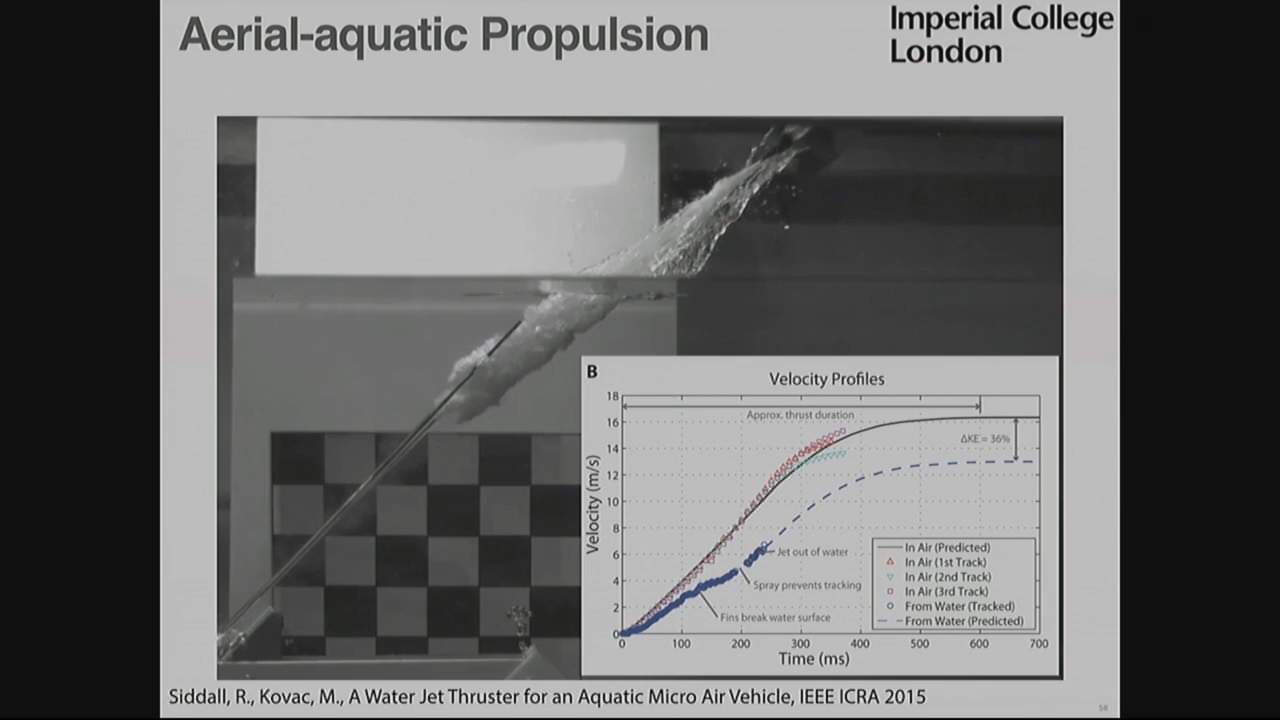 Aerial-aquatic Propulsion
Imperial College
London
B
Velocity Profiles
Approx. thrust duration
ΔKE = 36%
Jet out of water
Spray prevents tracking
Fins break water surface
In Air (Predicted)
In Air (1st Track)
In Air (2nd Track)
In Air (3rd Track)
From Water (Tracked)
From Water (Predicted)
Velocity (m/s)
18
16
14
12
10
8
6
4
2
0
0 100 200 300 400 500 600 700
Time (ms)
Siddall, R., Kovac, M., A Water Jet Thruster for an Aquatic Micro Air Vehicle, IEEE ICRA 2015
58